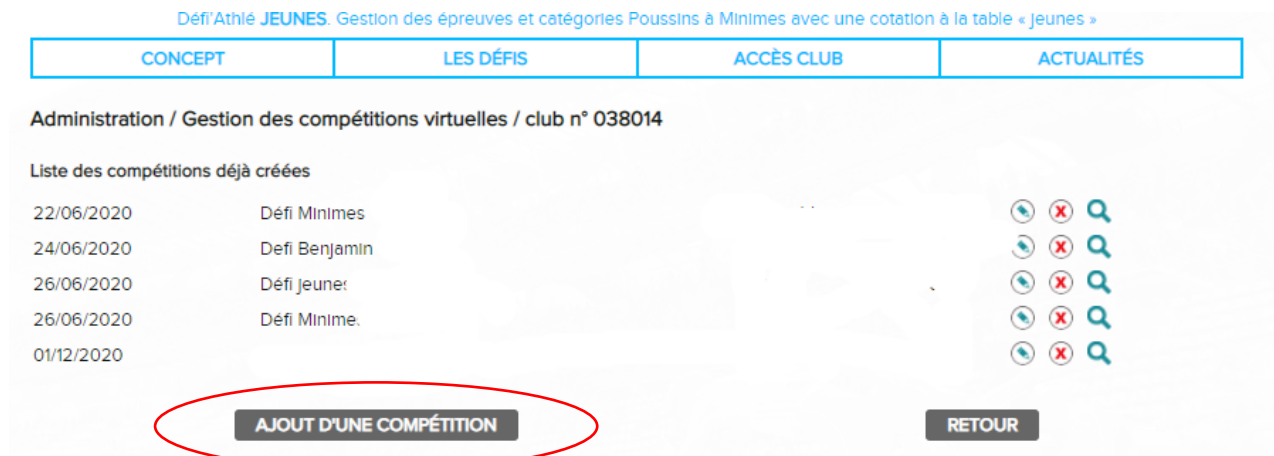 Défi'Athlé JEUNES. Gestion des épreuves et catégories Poussins à Minimes avec une cotation à la table « jeunes »
CONCEPT LES DÉFIS ACCÈS CLUB ACTUALITÉS
Administration / Gestion des compétitions virtuelles / club n° 038014
Liste des compétitions déjà créées
22/06/2020 Défi Minimes
24/06/2020 Defi Benjamin
26/06/2020 Défi jeunes
26/06/2020 Défi Minime.
01/12/2020
AJOUT D'UNE COMPÉTITION RETOUR